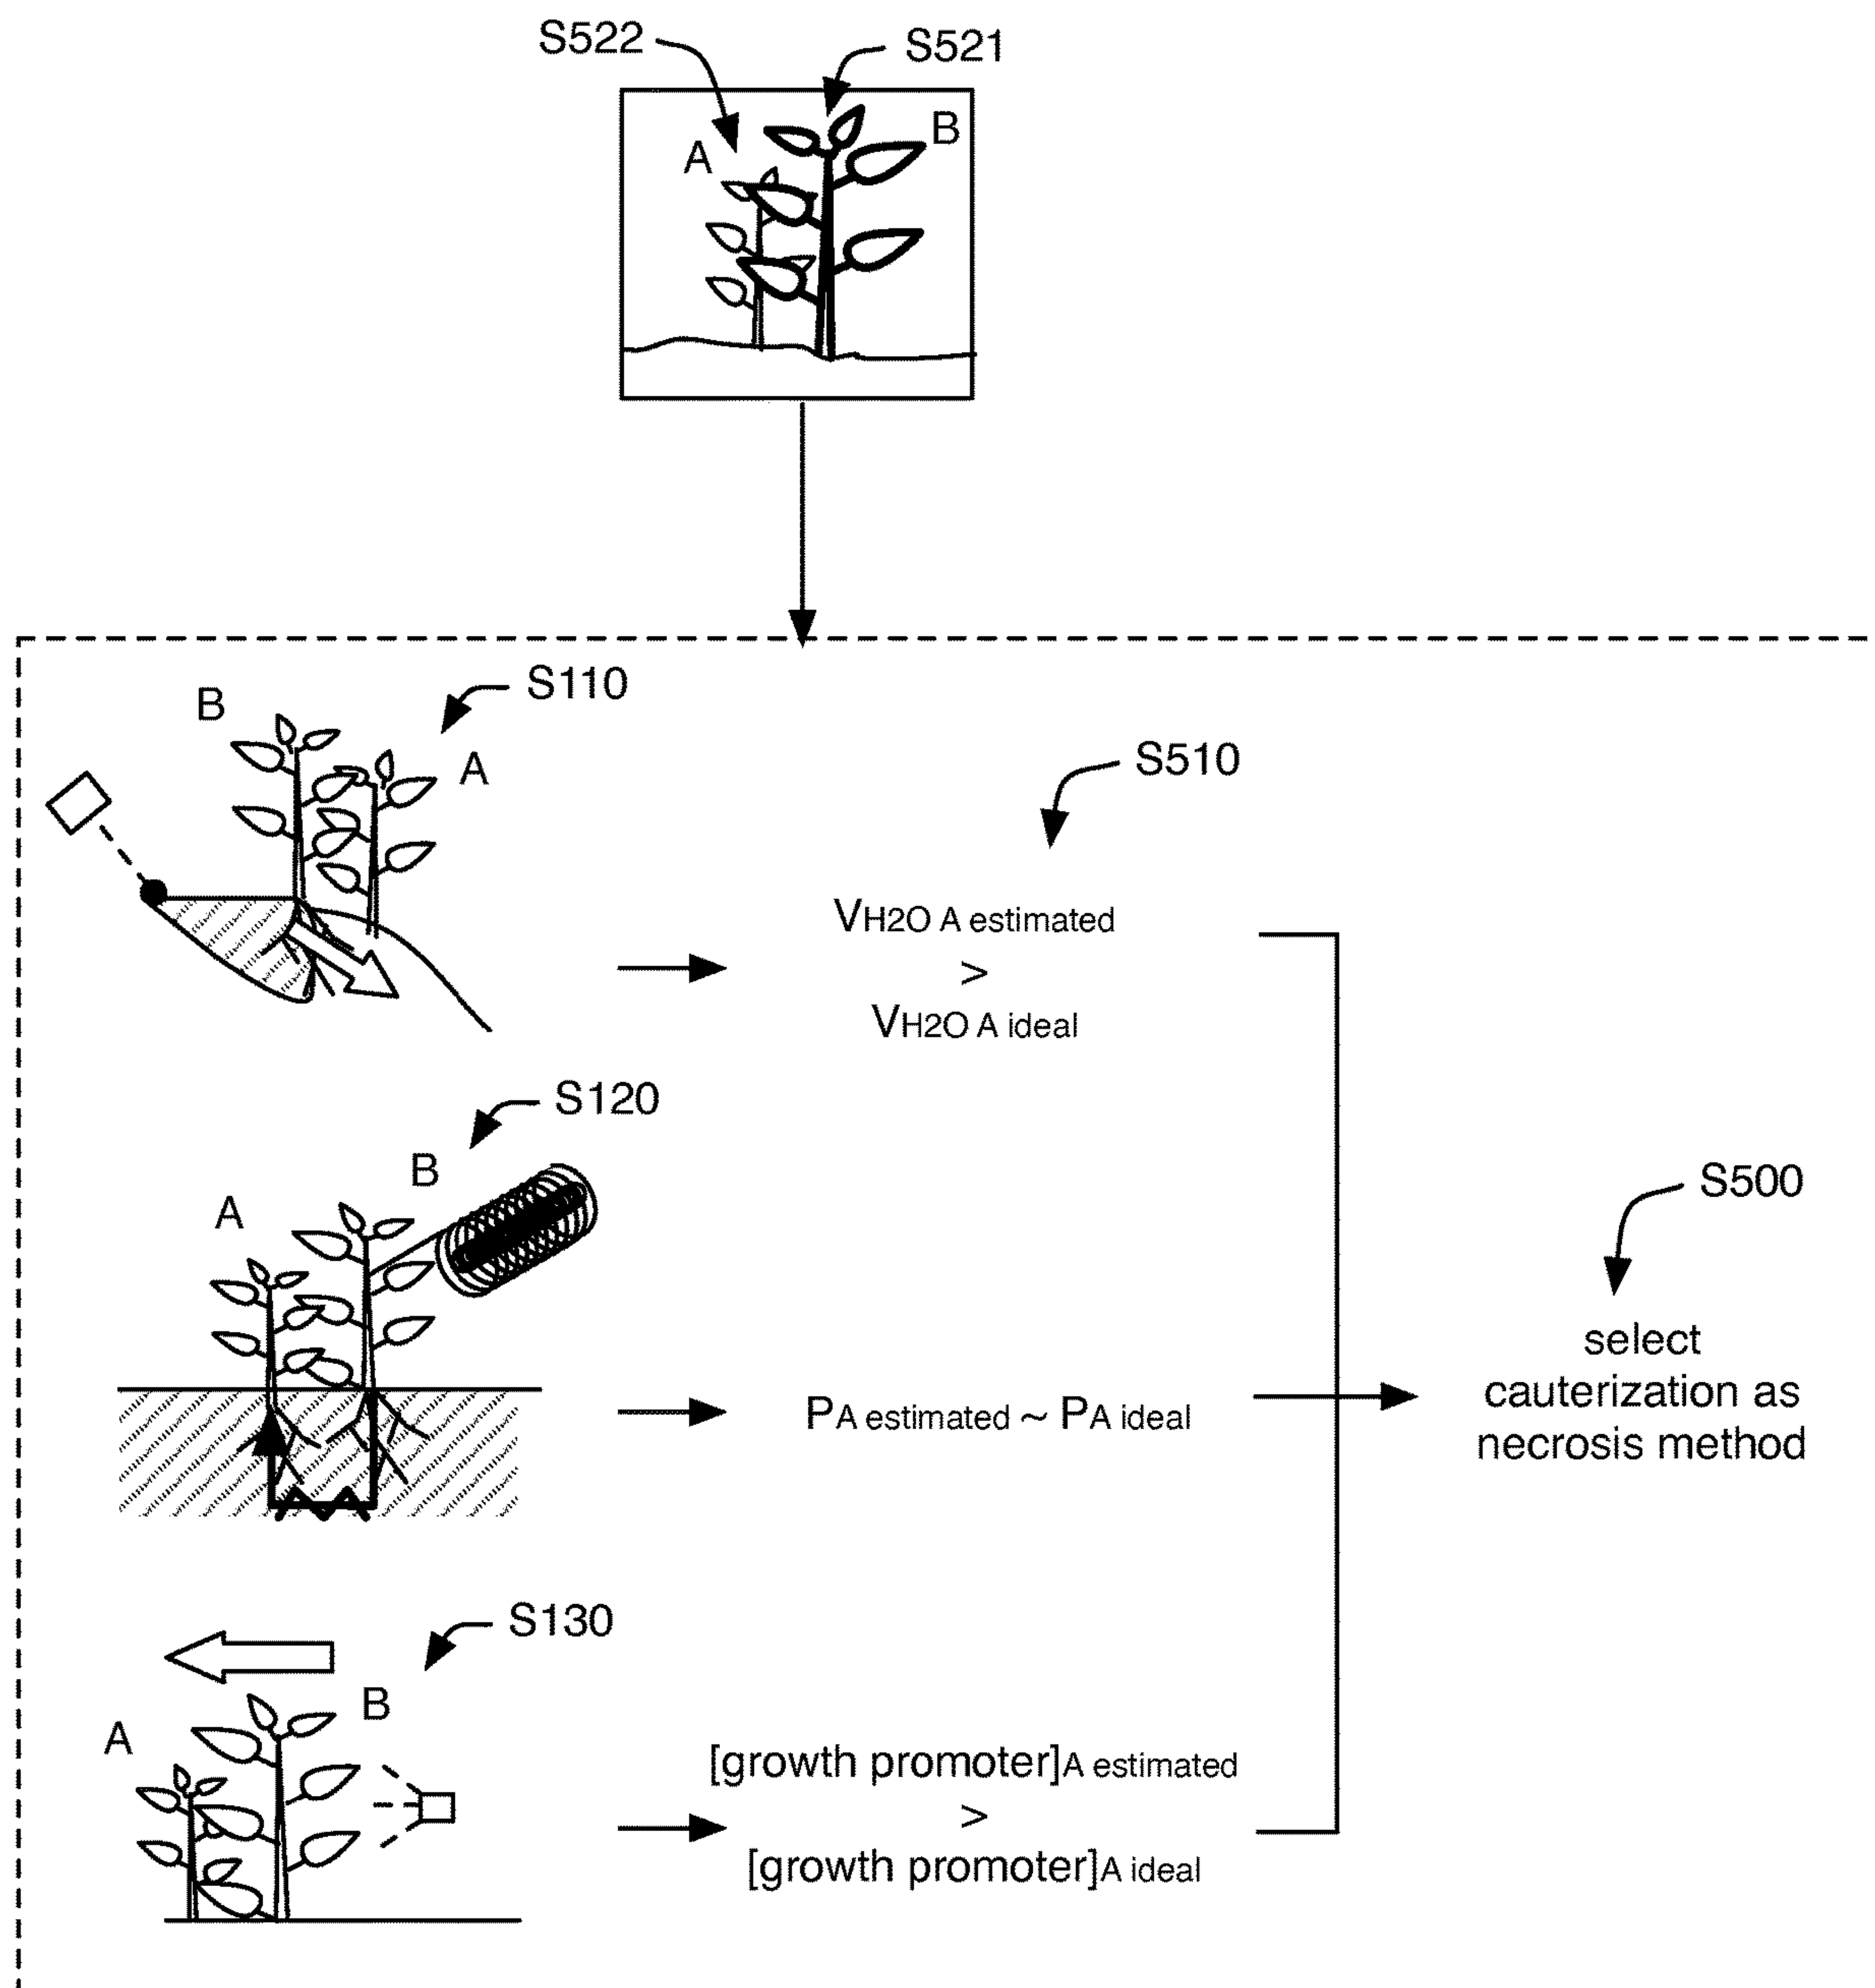 S522
S521
A
B
S110
B
A
S510
VH2O A estimated
>
VH2O A ideal
S120
B
A
S500
select
cauterization as
necrosis method
PA estimated ~ PA ideal
S130
B
A
[growth promoter]A estimated
>
[growth promoter]A ideal